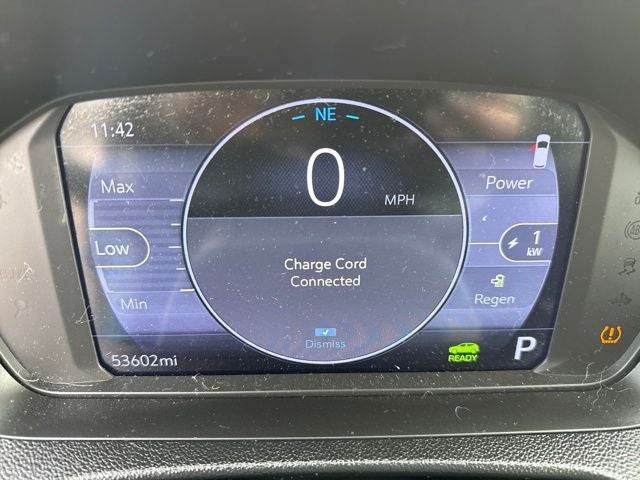 NE
11:42
0
MPH
Max
Low
Min
Power
1
kW
Regen
Charge Cord
Connected
Dismiss
53602mi
READY
P